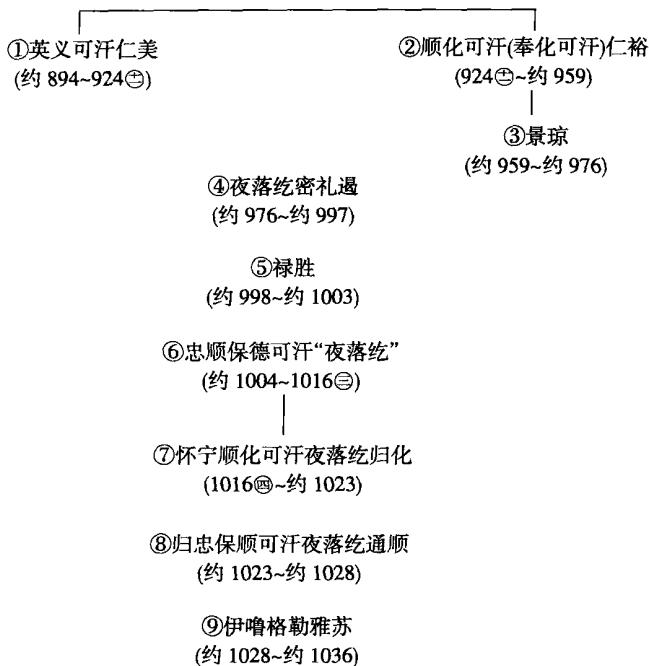 ①英义可汗仁美
(约 894~924十一)
②顺化可汗(奉化可汗)仁裕
(924十一~约 959)
③景琼
(约 959~约 976)
④夜落纥密礼遏
(约 976~约 997)
⑤禄胜
(约 998~约 1003)
⑥忠顺保德可汗“夜落纥”
(约 1004~1016㊂)
⑦怀宁顺化可汗夜落纥归化
(1016㊃~约 1023)
⑧归忠保顺可汗夜落纥通顺
(约 1023~约 1028)
⑨伊噜格勒雅苏
(约 1028~约 1036)